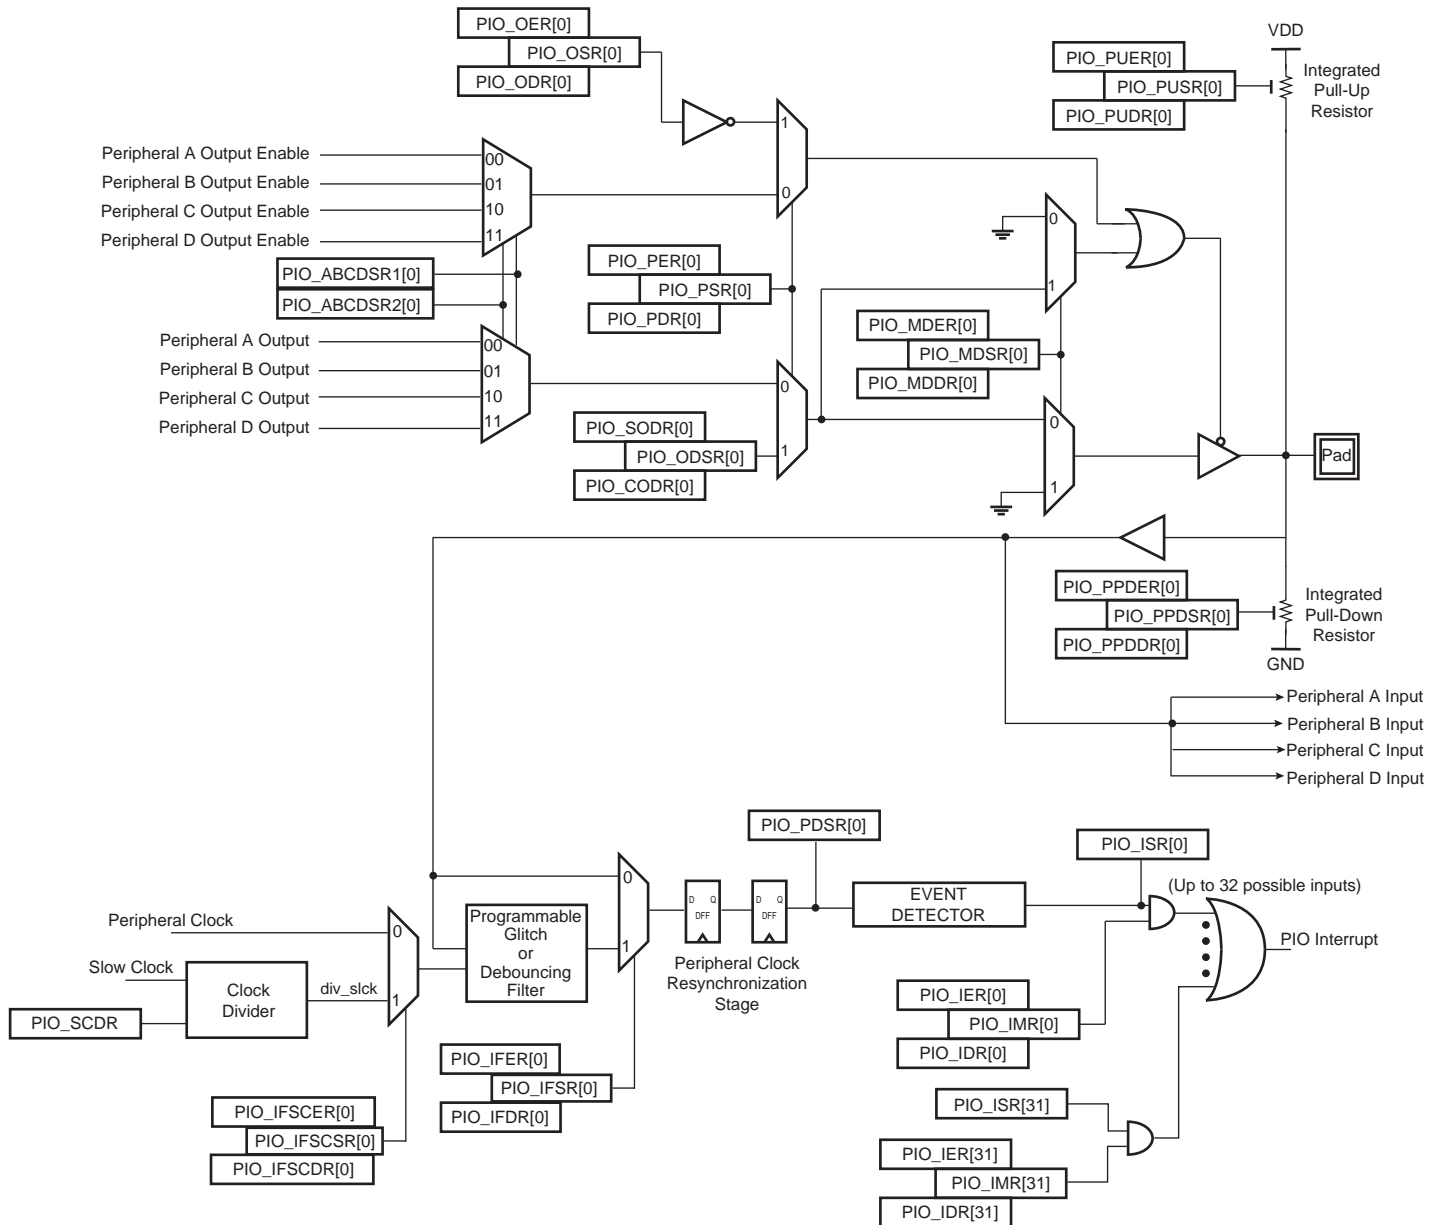 PIO_OER[0]
PIO_OSR[0]
PIO_ODR[0]
1
0
Peripheral A Output Enable
Peripheral B Output Enable
Peripheral C Output Enable
Peripheral D Output Enable
00
01
10
11
PIO_ABCDSR1[0]
PIO_ABCDSR2[0]
Peripheral A Output
Peripheral B Output
Peripheral C Output
Peripheral D Output
00
01
10
11
PIO_PER[0]
PIO_PSR[0]
PIO_PDR[0]
0
1
PIO_SODR[0]
PIO_ODSR[0]
PIO_CODR[0]
0
1
PIO_MDER[0]
PIO_MDSR[0]
PIO_MDDR[0]
0
1
PIO_PUER[0]
PIO_PUSR[0]
PIO_PUDR[0]
VDD
Integrated
Pull-Up
Resistor
Pad
PIO_PPDER[0]
PIO_PPDSR[0]
PIO_PPDDR[0]
Integrated
Pull-Down
Resistor
GND
Peripheral A Input
Peripheral B Input
Peripheral C Input
Peripheral D Input
Peripheral Clock
Slow Clock
Clock
Divider
div_slck
PIO_SCDR
0
1
PIO_IFSCER[0]
PIO_IFSCSR[0]
PIO_IFSCDR[0]
Programmable
Glitch
or
Debouncing
Filter
0
1
PIO_IFER[0]
PIO_IFSR[0]
PIO_IFDR[0]
D Q
DFF
D Q
DFF
Peripheral Clock
Resynchronization
Stage
PIO_PDSR[0]
EVENT
DETECTOR
PIO_ISR[0]
(Up to 32 possible inputs)
PIO Interrupt
PIO_IER[0]
PIO_IMR[0]
PIO_IDR[0]
PIO_ISR[31]
PIO_IER[31]
PIO_IMR[31]
PIO_IDR[31]